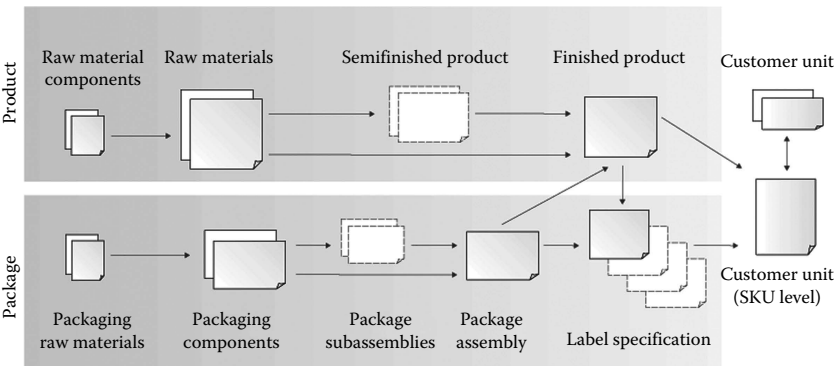 Product
Raw material
components
Raw materials
Semifinished product
Finished product
Customer unit
Package
Packaging
raw materials
Packaging
components
Package
subassemblies
Package
assembly
Label specification
Customer unit
(SKU level)